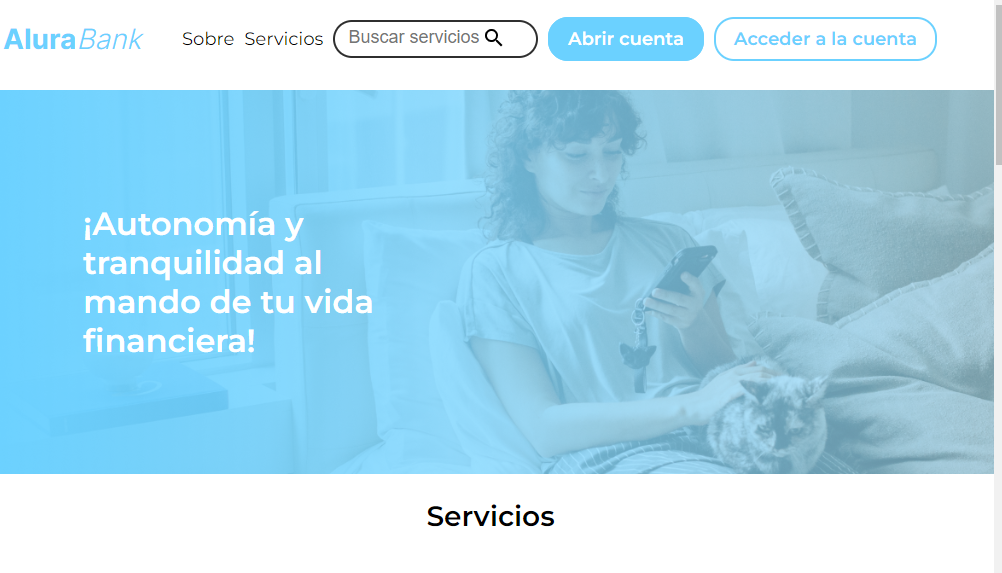 AluraBank Sobre Servicios Buscar servicios Abrir cuenta Acceder a la cuenta
¡Autonomía y
tranquilidad al
mando de tu vida
financiera!
Servicios